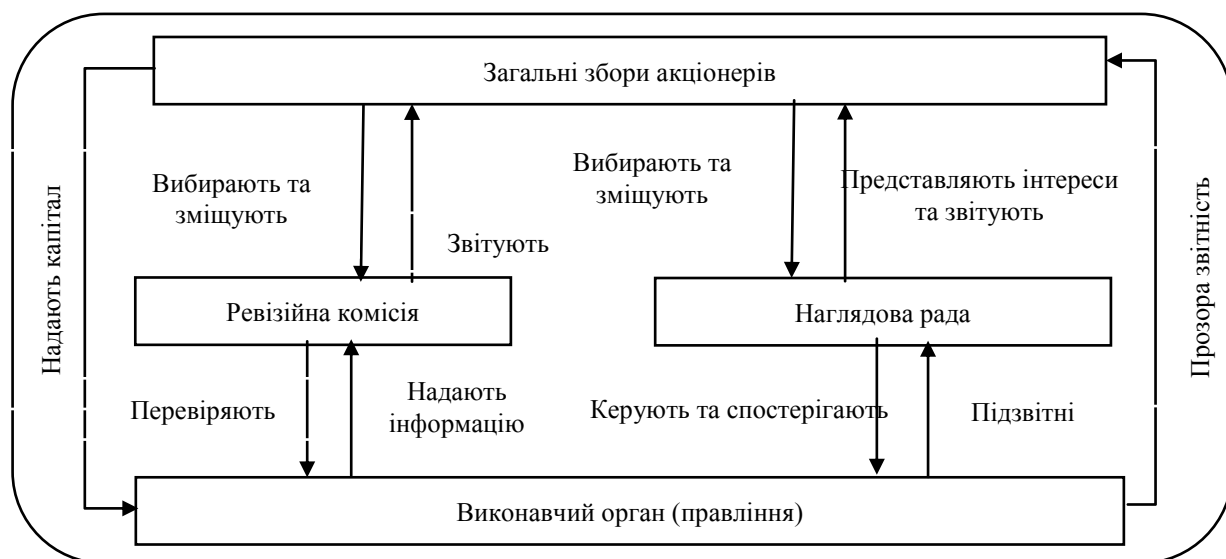 Загальні збори акціонерів
Надають капітал
Вибирають та
зміщують
Звітують
Вибирають та
зміщують
Представляють інтереси
та звітують
Прозора звітність
Ревізійна комісія
Наглядова рада
Перевіряють
Надають
інформацію
Керують та спостерігають
Підзвітні
Виконавчий орган (правління)